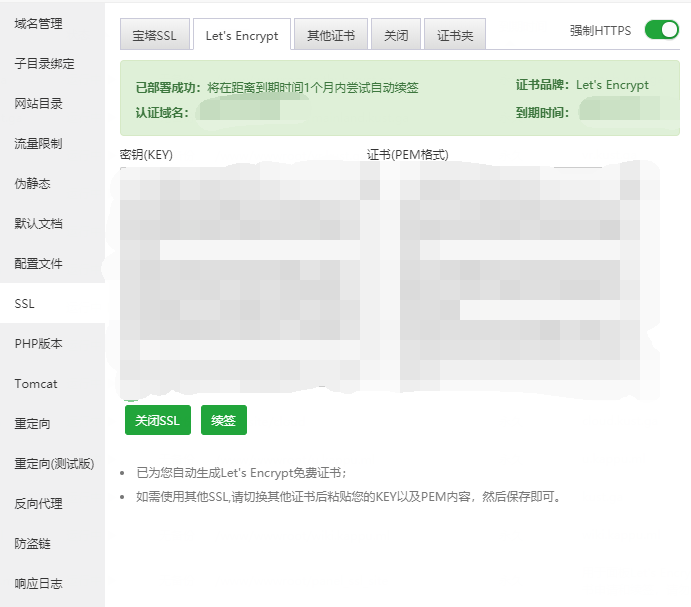 域名管理
子目录绑定
网站目录
流量限制
伪静态
默认文档
配置文件
SSL
PHP版本
Tomcat
重定向
重定向(测试版)
反向代理
防盗链
响应日志
宝塔SSL
Let's Encrypt
其他证书
关闭
证书夹
强制HTTPS
已部署成功：将在距离到期时间1个月内尝试自动续签
证书品牌：Let's Encrypt
认证域名：
到期时间：
密钥(KEY)
证书(PEM格式)
关闭SSL
续签
已为您自动生成Let's Encrypt免费证书；
如需使用其他SSL,请切换其他证书后粘贴您的KEY以及PEM内容，然后保存即可。